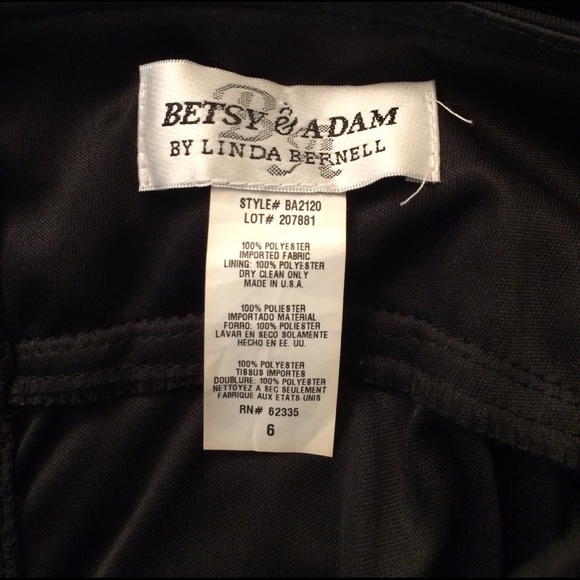 BETSY & ADAM
BY LINDA BERNELL
STYLE# BA2120
LOT# 207881
100% POLYESTER
IMPORTED FABRIC
LINING: 100% POLYESTER
DRY CLEAN ONLY
MADE IN U.S.A.
100% POLIESTER
IMPORTADO MATERIAL
FORRO: 100% POLIESTER
LAVAR EN SECO SOLAMENTE
HECHO EN EE. UU.
100% POLYESTER
TISSUS IMPORTES
DOUBLURE: 100% POLYESTER
NETTOYEZ A SEC SEULEMENT
FABRIQUE AUX ETATS-UNIS
RN# 62335
6